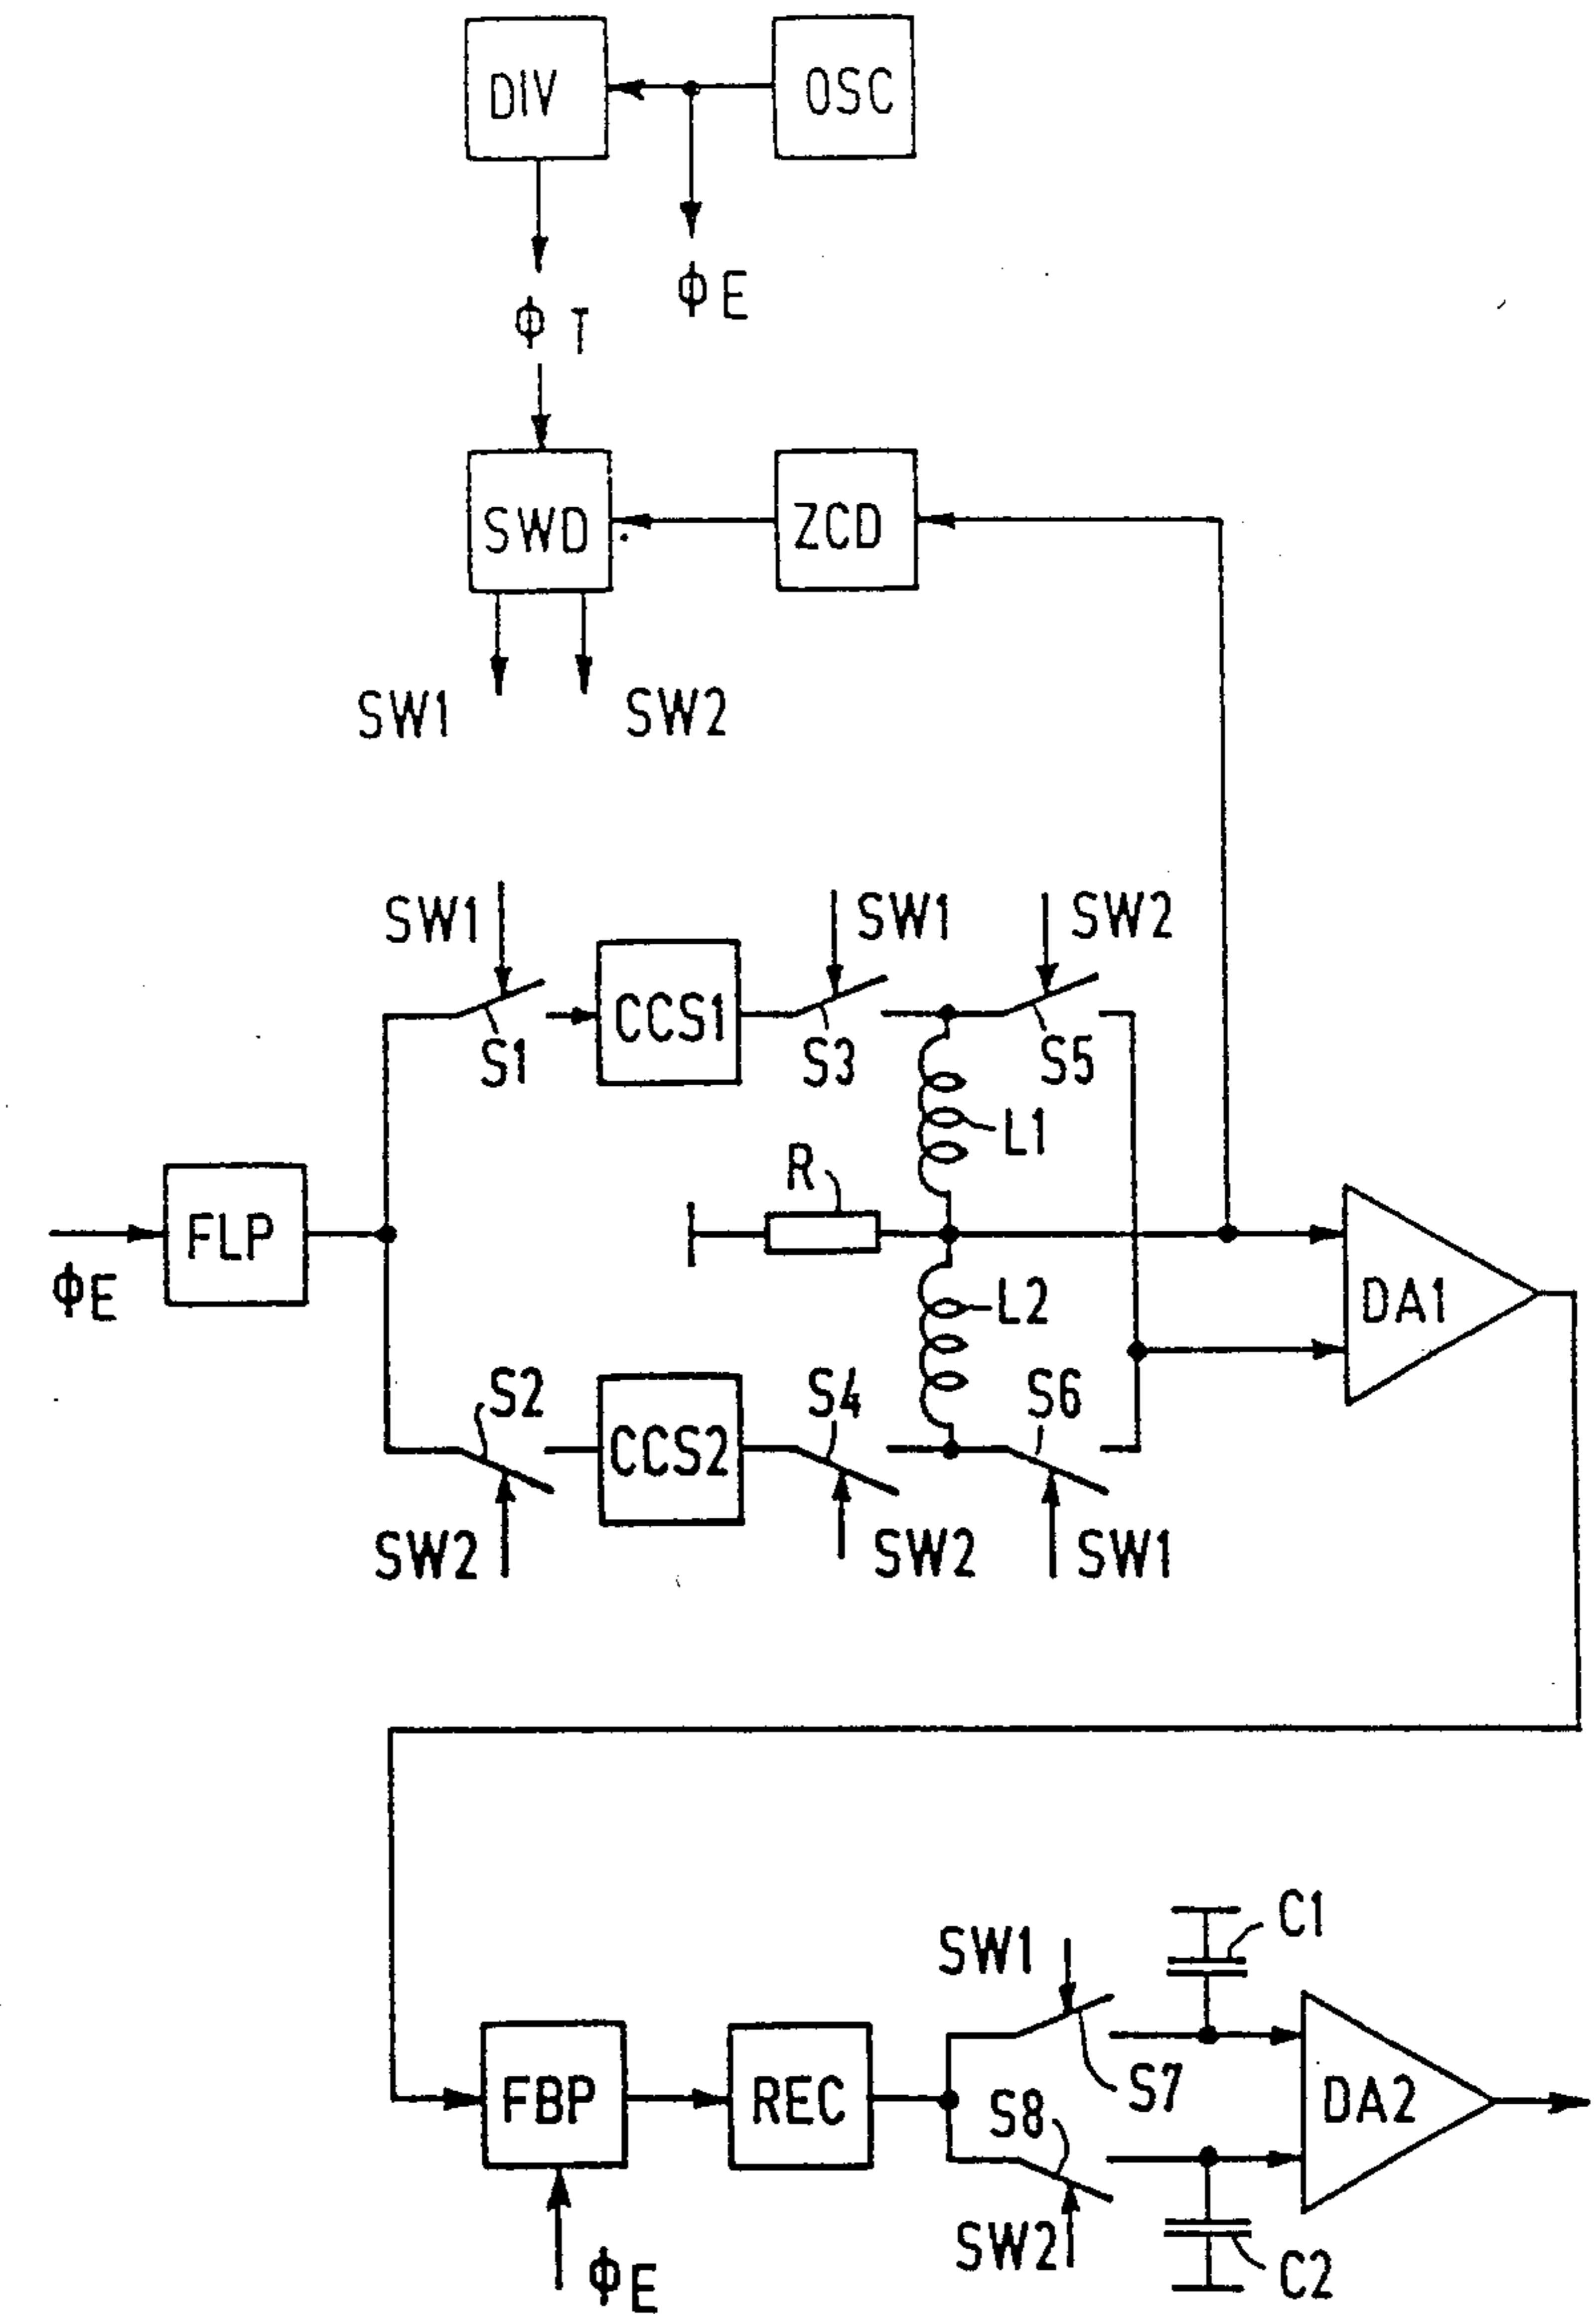 DIV OSC
ΦE
ΦT
SWD ZCD
SW1 SW2
SW1 SW1 SW2
CCS1
S1 S3 S5
L1
R
FLP
ΦE
L2
DA1
S2 S4 S6
CCS2
SW2 SW2 SW1
C1
SW1
S7
FBP REC S8 DA2
SW2
ΦE
C2